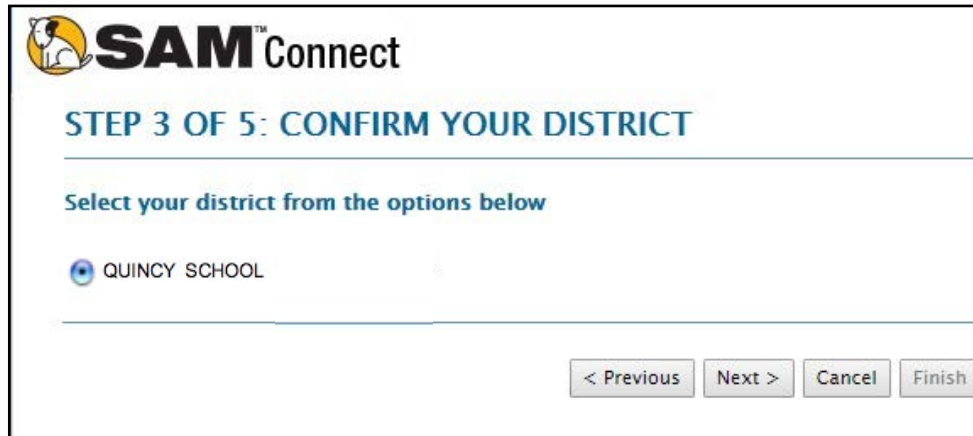 SAM™ Connect
STEP 3 OF 5: CONFIRM YOUR DISTRICT
Select your district from the options below
QUINCY SCHOOL
< Previous Next > Cancel Finish